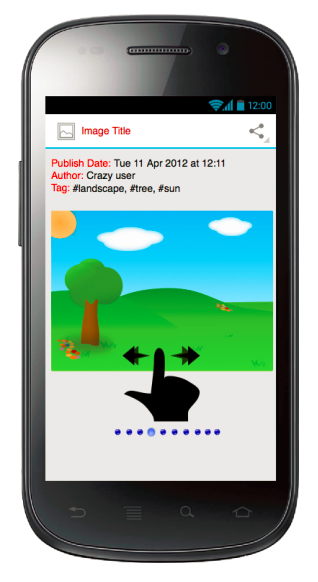 12:00
Image Title
Publish Date: Tue 11 Apr 2012 at 12:11
Author: Crazy user
Tag: #landscape, #tree, #sun